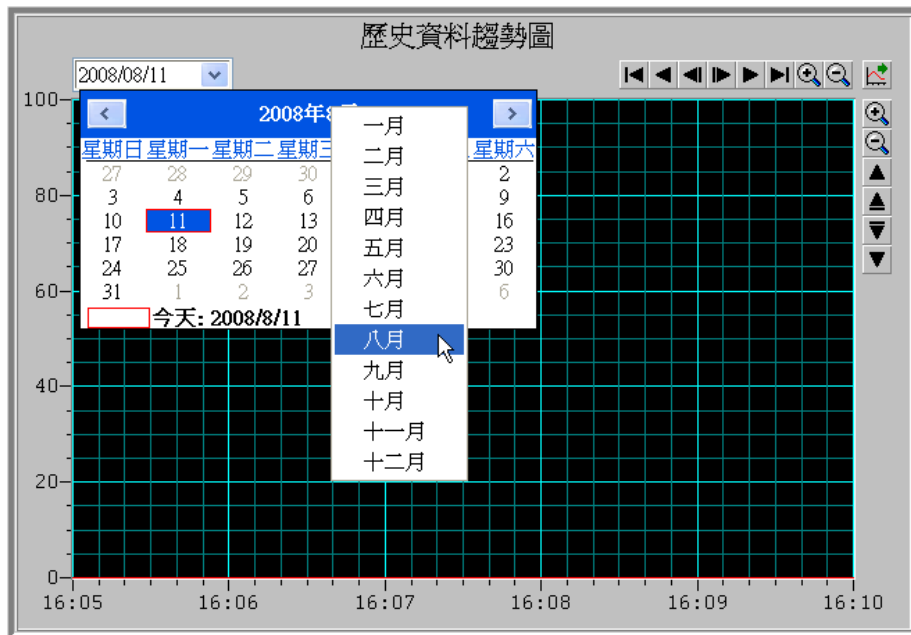 歷史資料趨勢圖
2008/08/11
100
80
60
40
20
0
2008年8月
星期日 星期一 星期二 星期三 星期六
27 28 29 30 2
3 4 5 6 9
10 11 12 13 16
17 18 19 20 23
24 25 26 27 30
31 1 2 3 6
今天: 2008/8/11
一月
二月
三月
四月
五月
六月
七月
八月
九月
十月
十一月
十二月
16:05 16:06 16:07 16:08 16:09 16:10